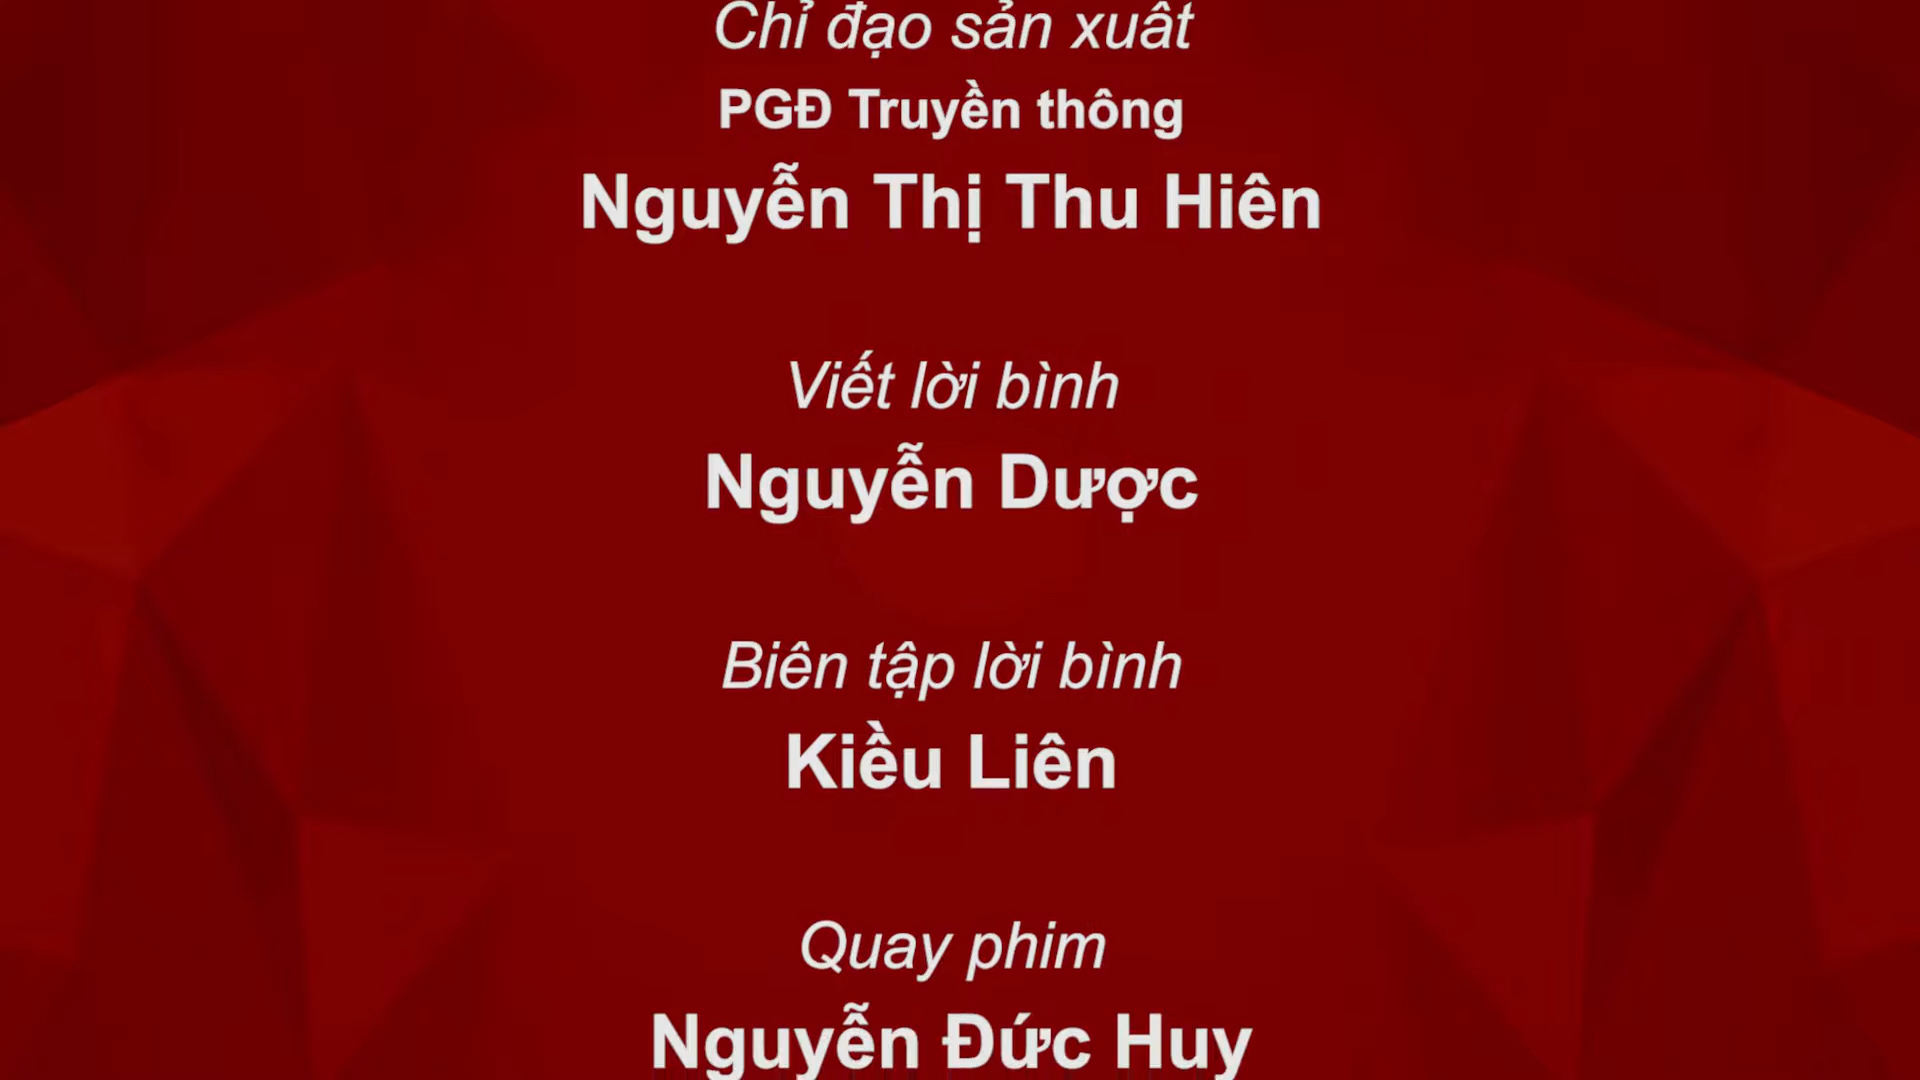 Chỉ đạo sản xuất
PGĐ Truyền thông
Nguyễn Thị Thu Hiên
Viết lời bình
Nguyễn Dược
Biên tập lời bình
Kiều Liên
Quay phim
Nguyễn Đức Huy